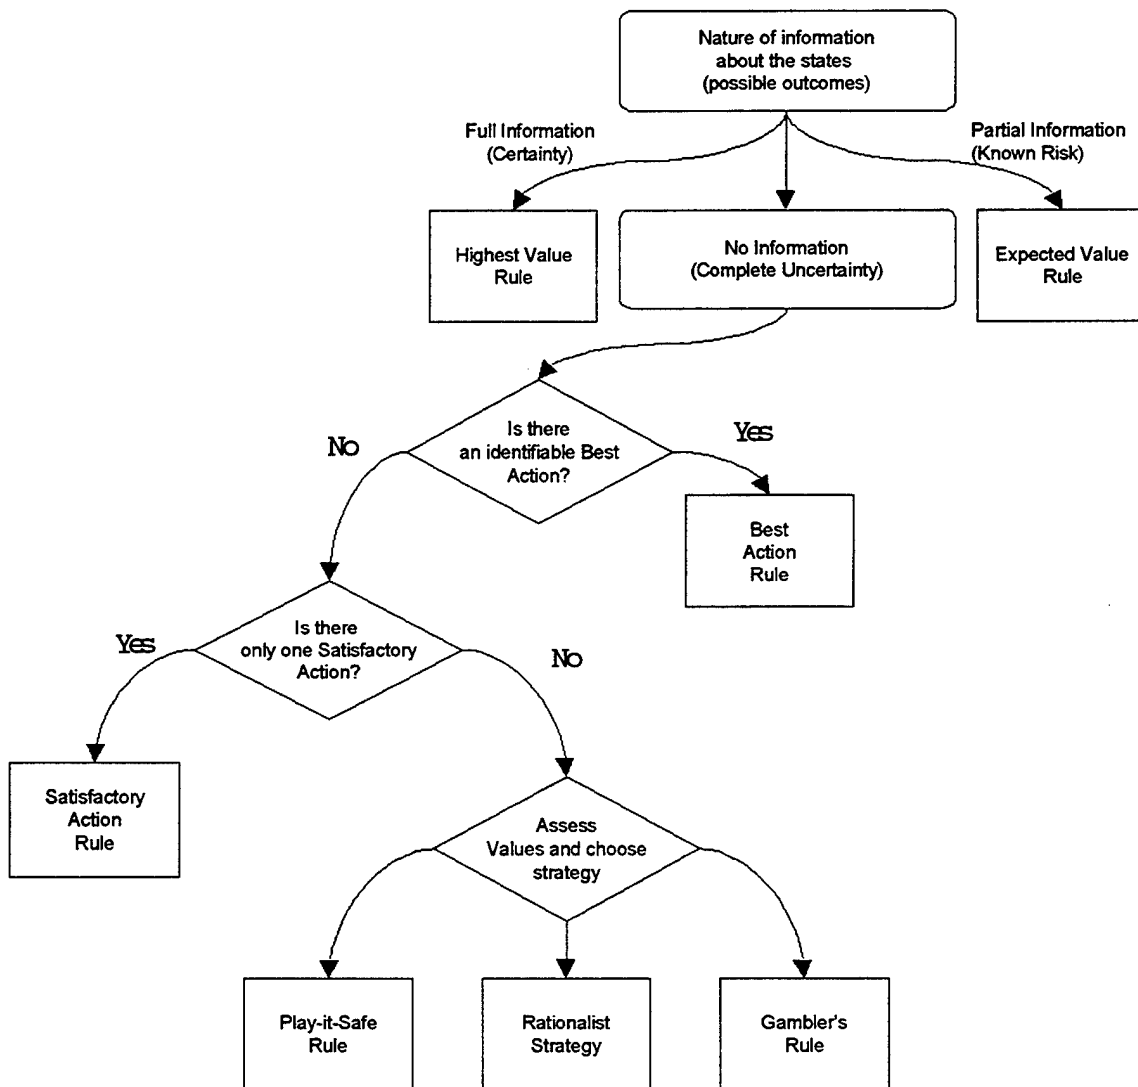 Nature of information
about the states
(possible outcomes)
Full Information
(Certainty)
Partial Information
(Known Risk)
Highest Value
Rule
No Information
(Complete Uncertainty)
Expected Value
Rule
Is there
an identifiable Best
Action?
No
Yes
Best
Action
Rule
Is there
only one Satisfactory
Action?
Yes
No
Satisfactory
Action
Rule
Assess
Values and choose
strategy
Play-it-Safe
Rule
Rationalist
Strategy
Gambler's
Rule